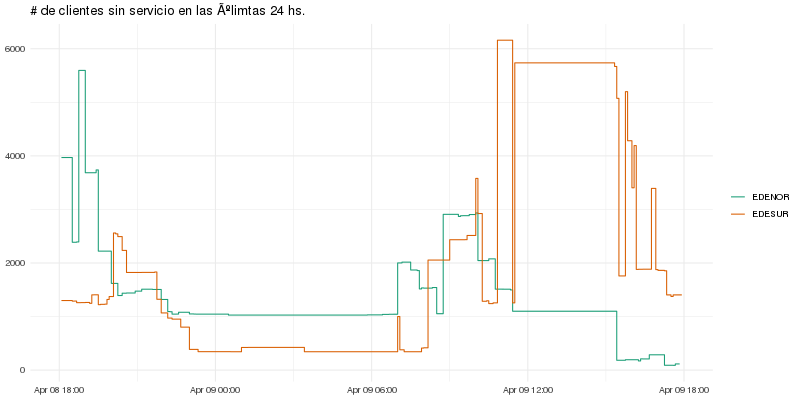 # de clientes sin servicio en las Ãºlimtas 24 hs.
6000
4000
2000
0
Apr 08 18:00
Apr 09 00:00
Apr 09 06:00
Apr 09 12:00
Apr 09 18:00
EDENOR
EDESUR